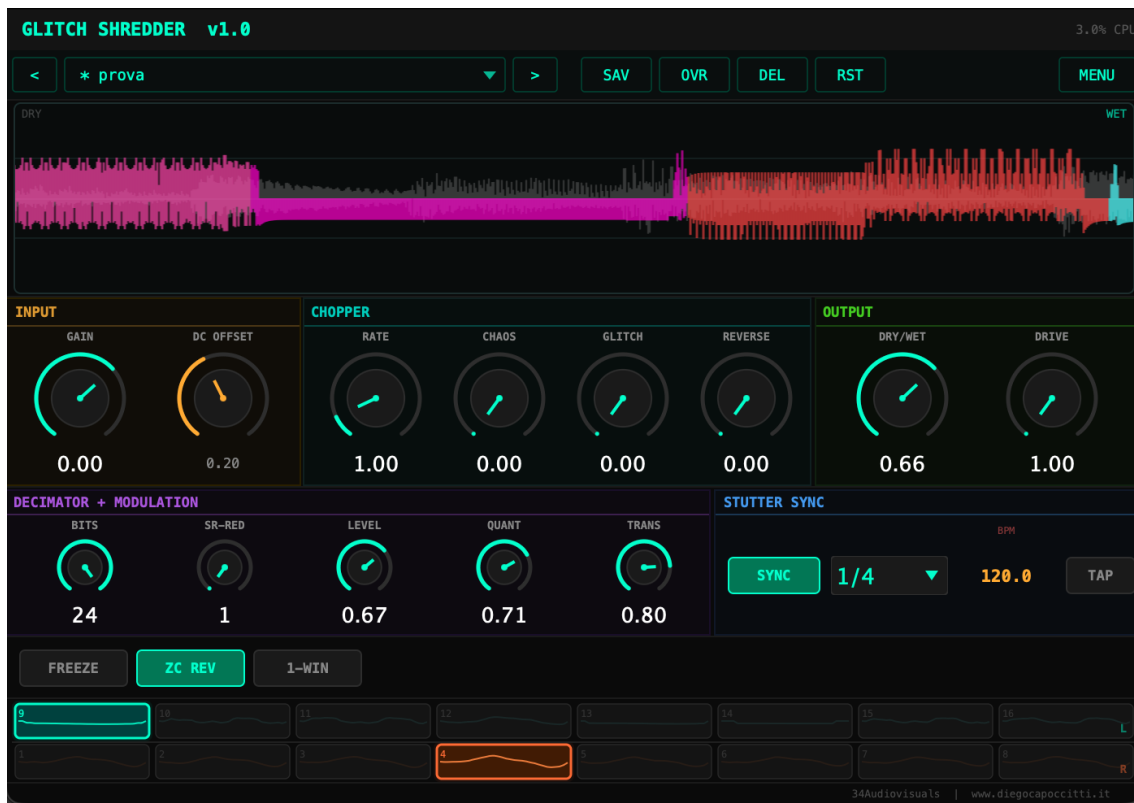 GLITCH SHREDDER v1.0 3.0% CPU
< * prova > SAV OVR DEL RST MENU
DRY WET
INPUT CHOPPER OUTPUT
GAIN DC OFFSET RATE CHAOS GLITCH REVERSE DRY/WET DRIVE
0.00 0.20 1.00 0.00 0.00 0.00 0.66 1.00
DECIMATOR + MODULATION STUTTER SYNC
BITS SR-RED LEVEL QUANT TRANS BPM
SYNC 1/4 120.0 TAP
24 1 0.67 0.71 0.80
FREEZE ZC REV 1-WIN
9 10 11 12 13 14 15 16 L
1 2 3 4 5 6 7 8 R
34Audiovisuals | www.diegocapoccitti.it